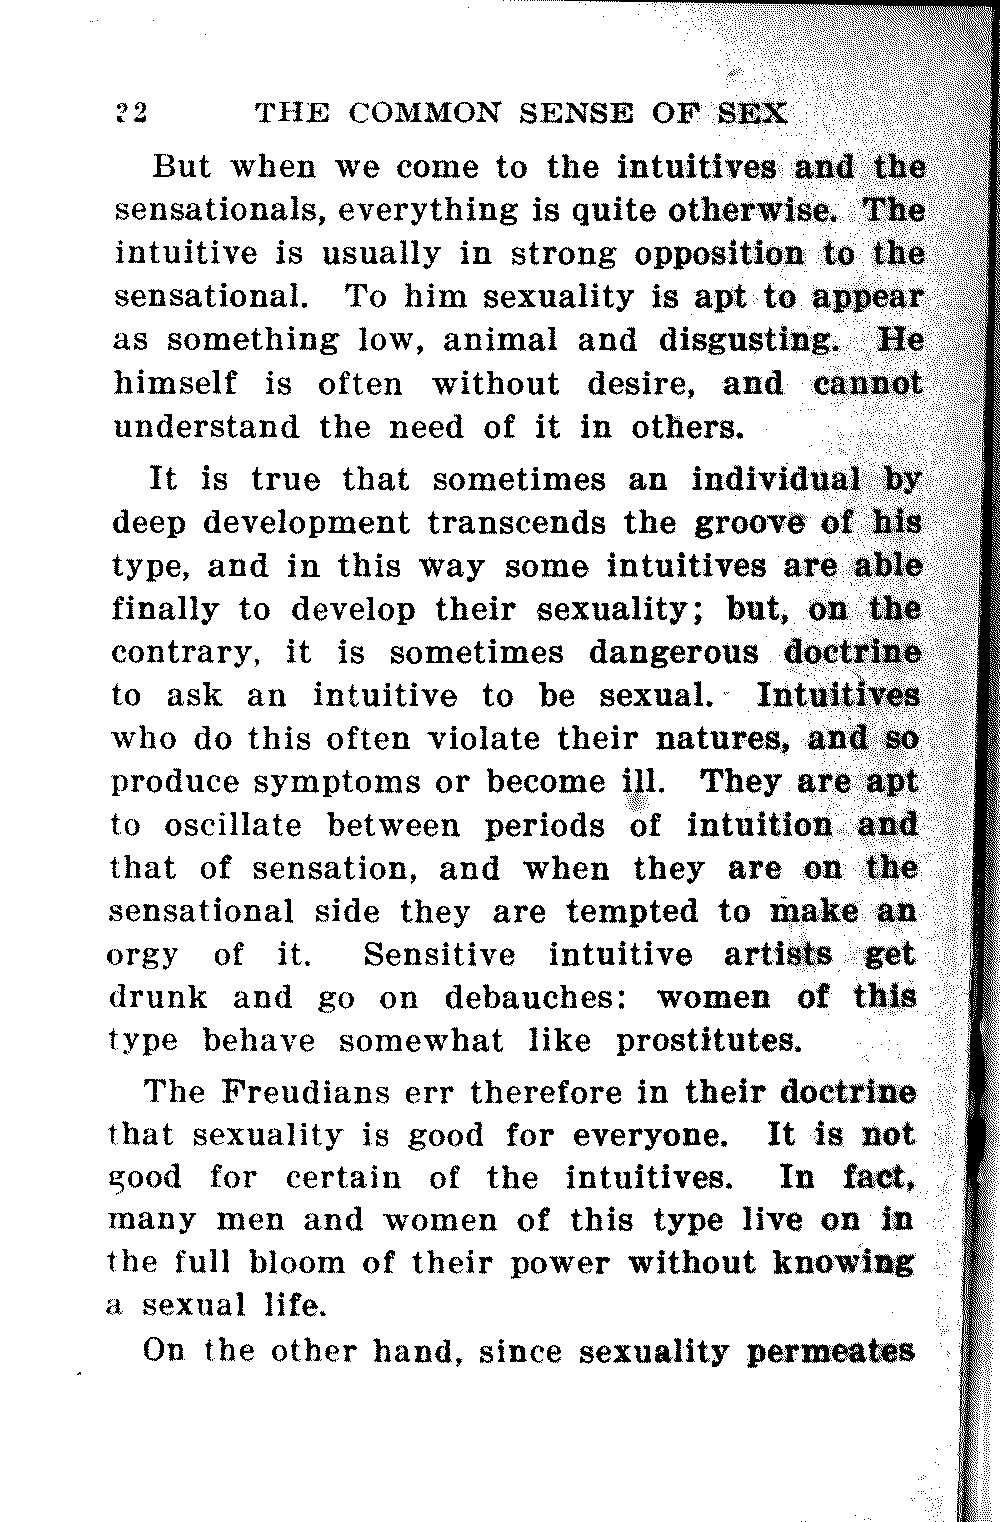 22 THE COMMON SENSE OF SEX
But when we come to the intuitives and the
sensationals, everything is quite otherwise. The
intuitive is usually in strong opposition to the
sensational. To him sexuality is apt to appear
as something low, animal and disgusting. He
himself is often without desire, and cannot
understand the need of it in others.
It is true that sometimes an individual by
deep development transcends the groove of his
type, and in this way some intuitives are able
finally to develop their sexuality; but, on the
contrary, it is sometimes dangerous doctrine
to ask an intuitive to be sexual. Intuitives
who do this often violate their natures, and so
produce symptoms or become ill. They are apt
to oscillate between periods of intuition and
that of sensation, and when they are on the
sensational side they are tempted to make an
orgy of it. Sensitive intuitive artists get
drunk and go on debauches: women of this
type behave somewhat like prostitutes.
The Freudians err therefore in their doctrine
that sexuality is good for everyone. It is not
good for certain of the intuitives. In fact,
many men and women of this type live on in
the full bloom of their power without knowing
a sexual life.
On the other hand, since sexuality permeates